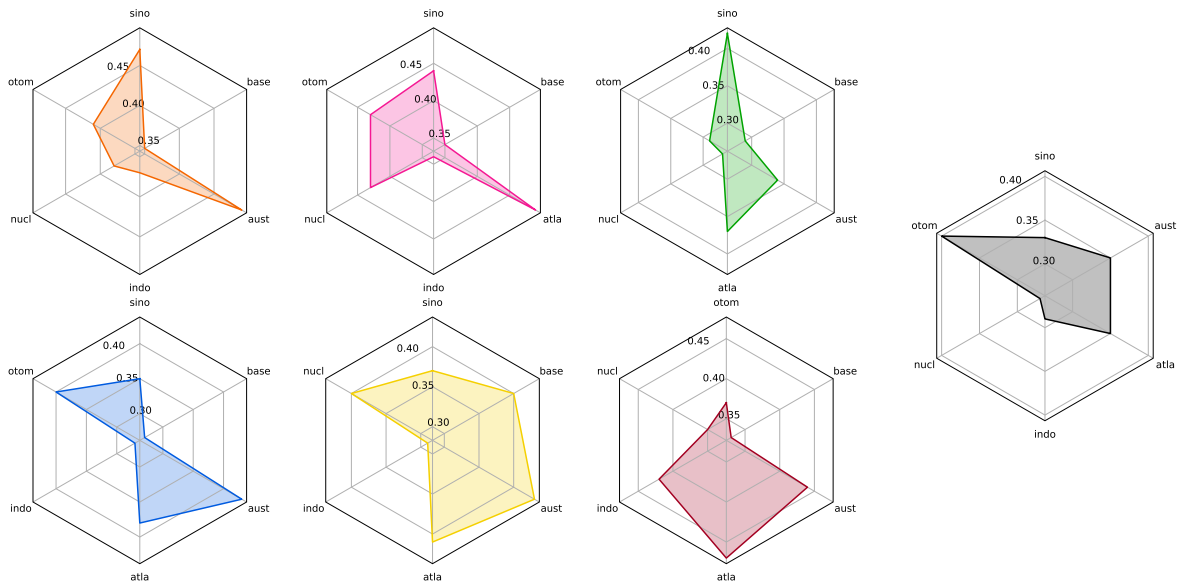 sino
otom
base
0.45
0.40
0.35
nucl
aust
indo
sino
otom
base
0.45
0.40
0.35
nucl
atla
indo
sino
otom
base
0.40
0.35
0.30
nucl
aust
atla
sino
otom
base
0.40
0.35
0.30
indo
aust
atla
sino
nucl
base
0.40
0.35
0.30
indo
aust
atla
otom
nucl
base
0.45
0.40
0.35
indo
aust
atla
sino
otom
aust
0.40
0.35
0.30
nucl
atla
indo